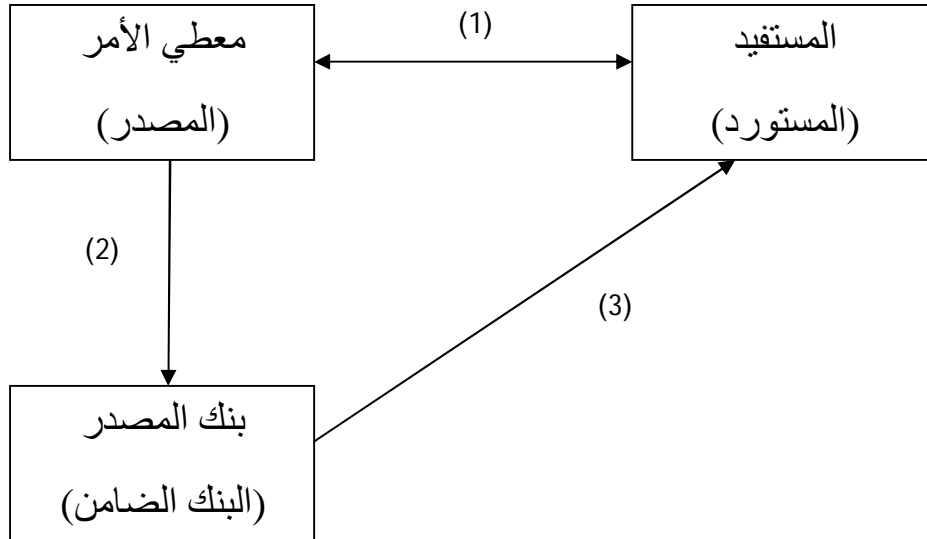 المستفيد
(المستورد)
(1)
معطي الأمر
(المصدر)
(2)
(3)
بنك المصدر
(البنك الضامن)